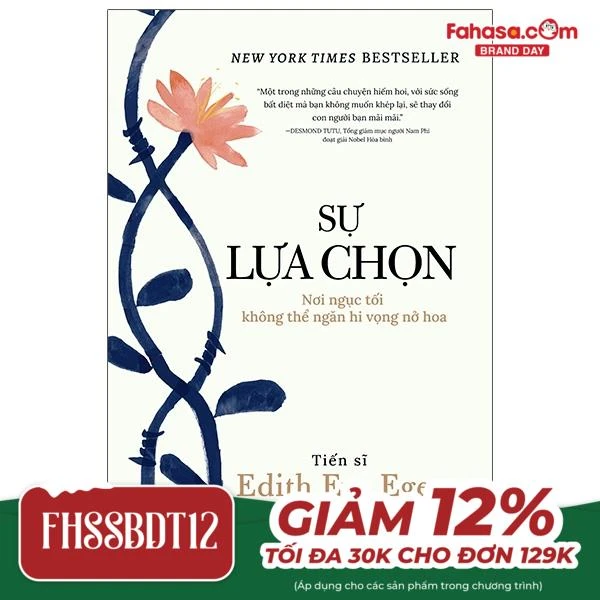 Fahasa.com
BRAND DAY
NEW YORK TIMES BESTSELLER
"Một trong những câu chuyện hiếm hoi, với sức sống
bất diệt mà bạn không muốn khép lại, sẽ thay đổi
con người bạn mãi mãi."
—DESMOND TUTU, Tổng giám mục người Nam Phi
đoạt giải Nobel Hòa bình
SỰ
LỰA CHỌN
Nơi ngục tối
không thể ngăn hi vọng nở hoa
Tiến sĩ
Edith
FHSSBDT12
GIẢM 12%
TỐI ĐA 30K CHO ĐƠN 129K
(Áp dụng cho các sản phẩm trong chương trình)